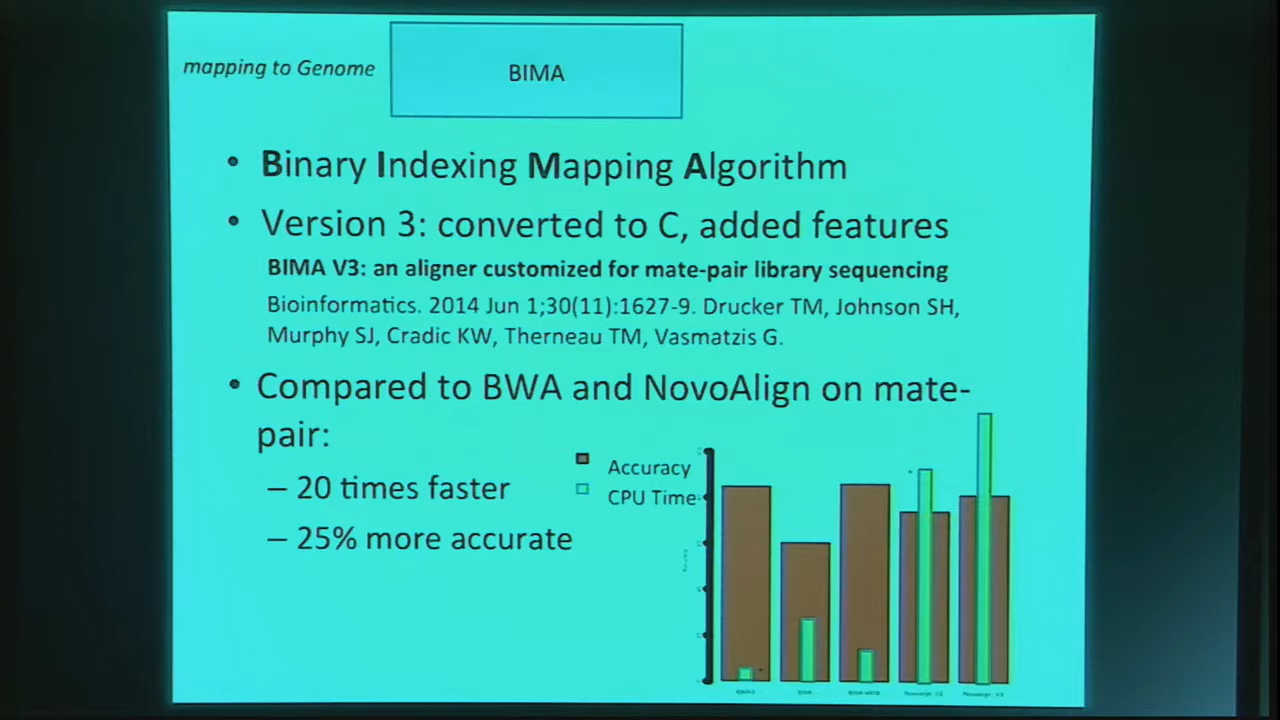 mapping to Genome
BIMA
• Binary Indexing Mapping Algorithm
• Version 3: converted to C, added features
BIMA V3: an aligner customized for mate-pair library sequencing
Bioinformatics. 2014 Jun 1;30(11):1627-9. Drucker TM, Johnson SH,
Murphy SJ, Cradic KW, Therneau TM, Vasmatzis G.
• Compared to BWA and NovoAlign on mate-
pair:
– 20 times faster
– 25% more accurate
Accuracy
CPU Time